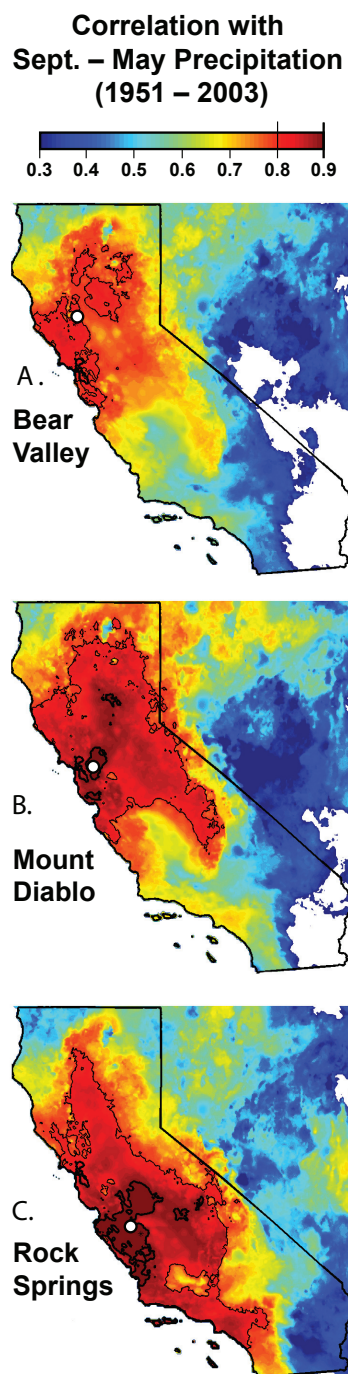 Correlation with
Sept. – May Precipitation
(1951 – 2003)
0.3 0.4 0.5 0.6 0.7 0.8 0.9
A .
Bear
Valley
B.
Mount
Diablo
C.
Rock
Springs